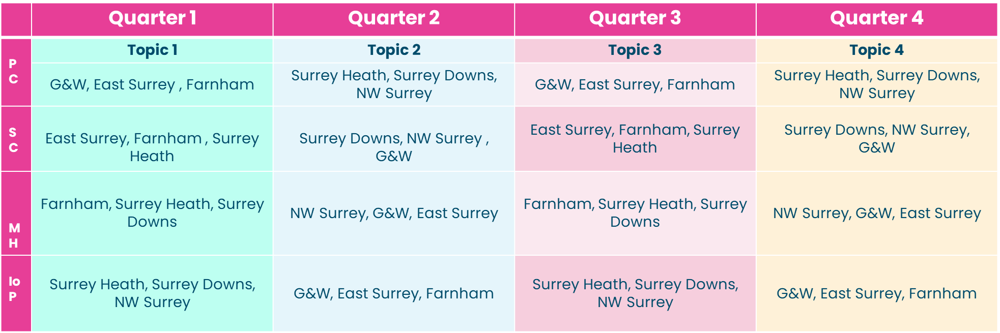 Quarter 1
Quarter 2
Quarter 3
Quarter 4
P
C
Topic 1
Topic 2
Topic 3
Topic 4
G&W, East Surrey , Farnham
Surrey Heath, Surrey Downs,
NW Surrey
G&W, East Surrey, Farnham
Surrey Heath, Surrey Downs,
NW Surrey
S
C
East Surrey, Farnham , Surrey
Heath
Surrey Downs, NW Surrey ,
G&W
East Surrey, Farnham, Surrey
Heath
Surrey Downs, NW Surrey,
G&W
M
H
Farnham, Surrey Heath, Surrey
Downs
NW Surrey, G&W, East Surrey
Farnham, Surrey Heath, Surrey
Downs
NW Surrey, G&W, East Surrey
Io
P
Surrey Heath, Surrey Downs,
NW Surrey
G&W, East Surrey, Farnham
Surrey Heath, Surrey Downs,
NW Surrey
G&W, East Surrey, Farnham